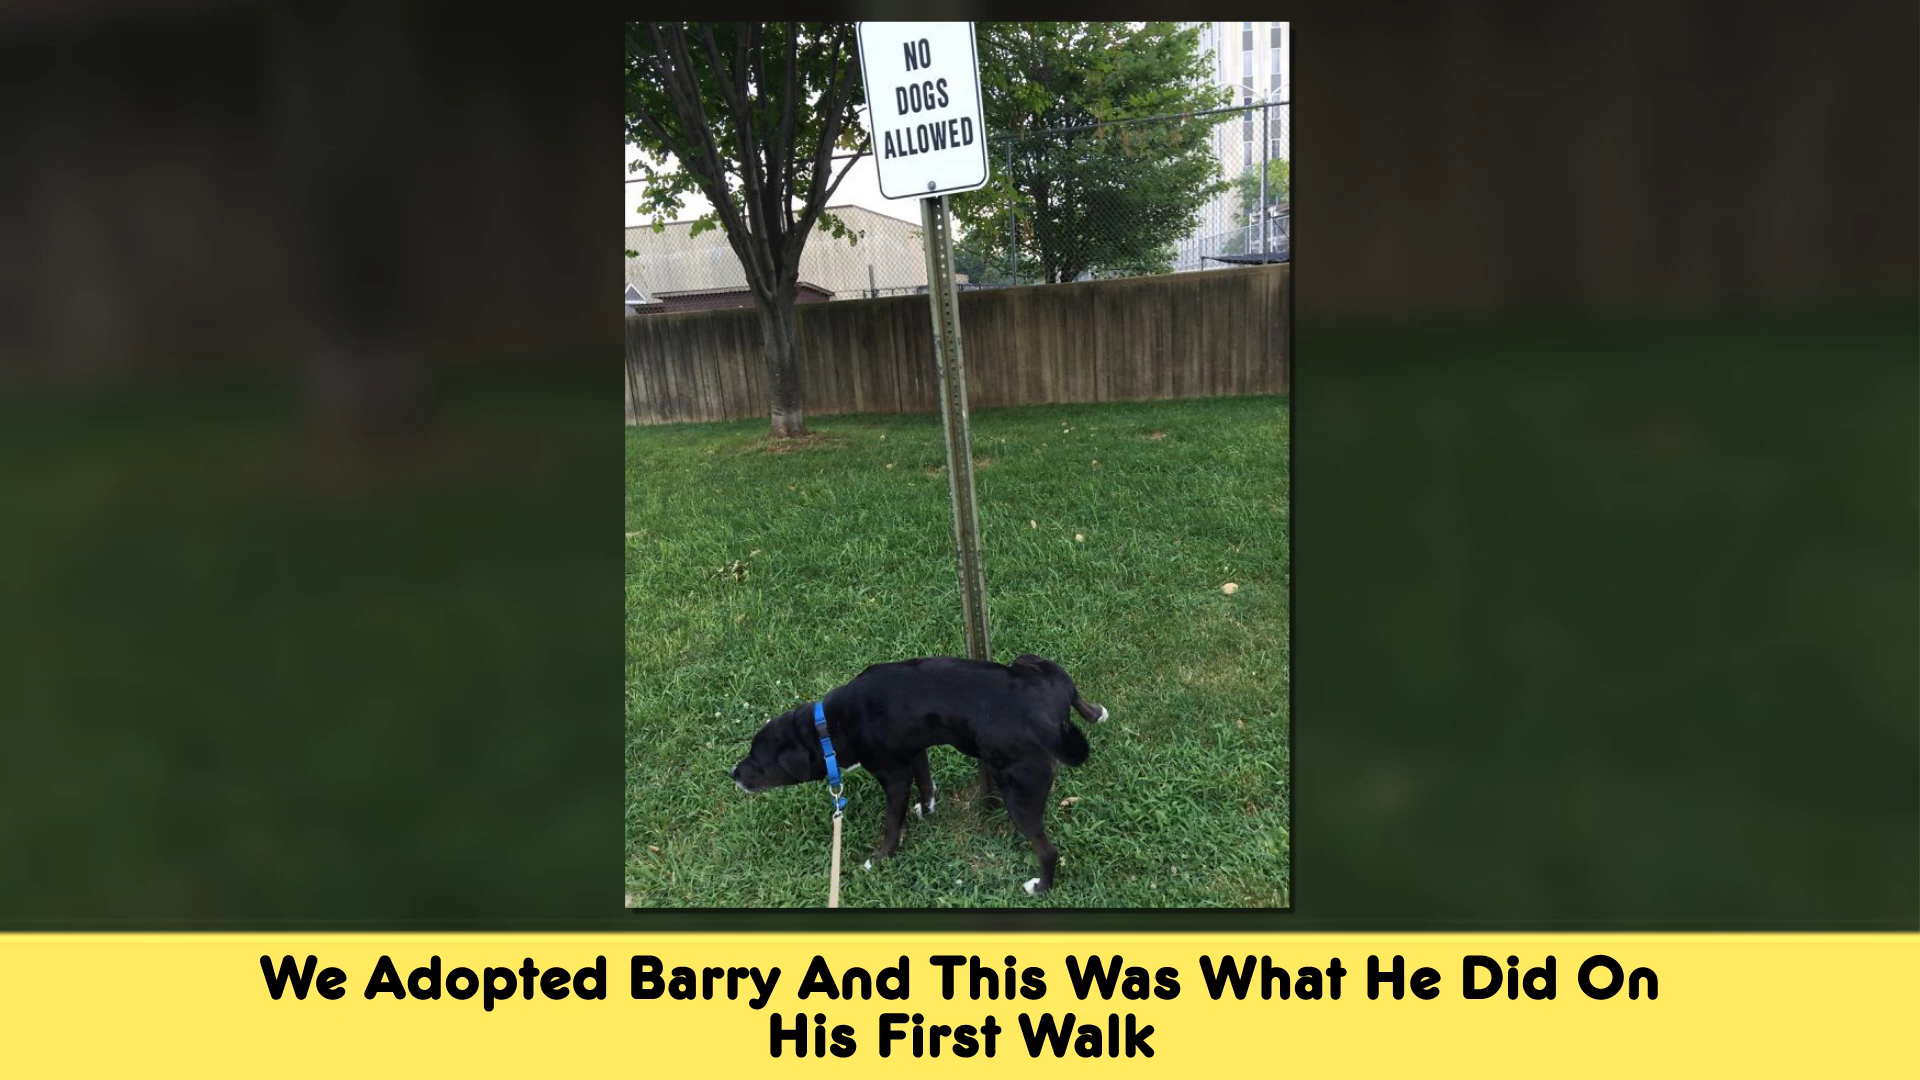 NO
DOGS
ALLOWED
We Adopted Barry And This Was What He Did On
His First Walk